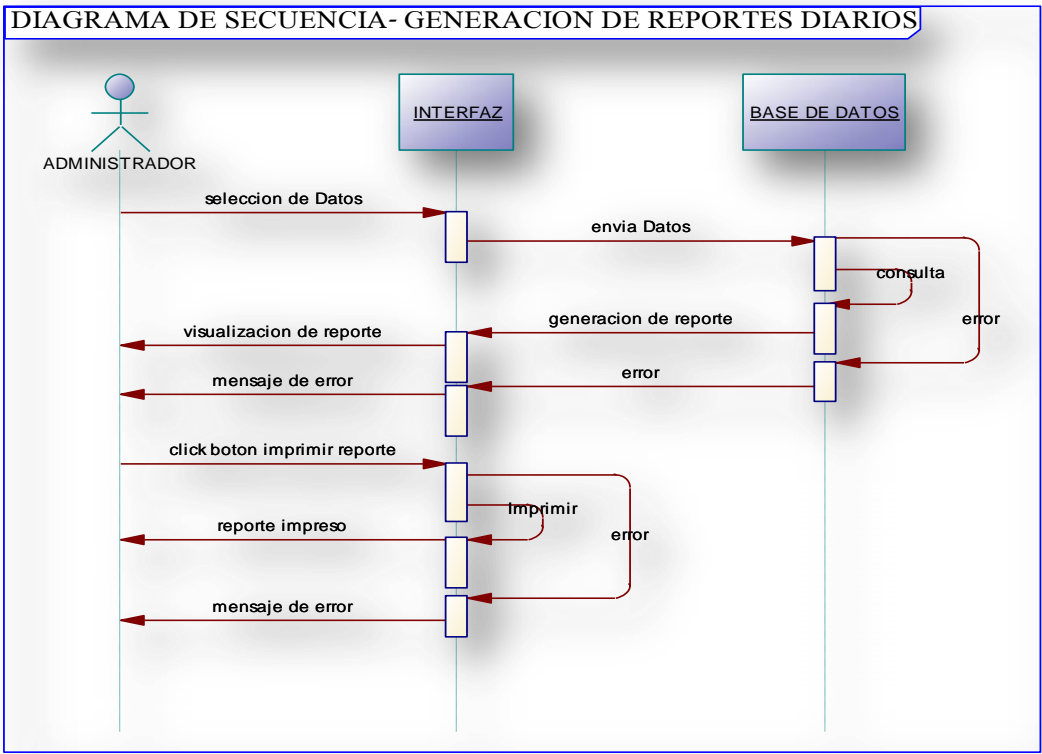 DIAGRAMA DE SECUENCIA- GENERACION DE REPORTES DIARIOS
INTERFAZ
BASE DE DATOS
ADMINISTRADOR
seleccion de Datos
envia Datos
consulta
generacion de reporte
error
visualizacion de reporte
error
mensaje de error
click boton imprimir reporte
Imprimir
reporte impreso
error
mensaje de error